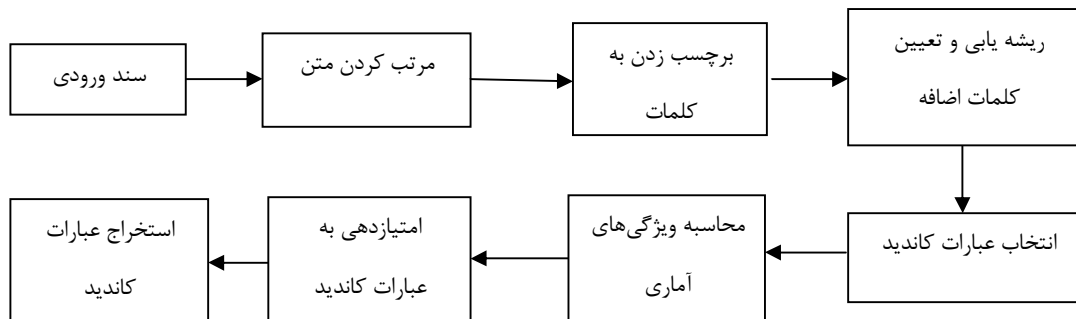 سند ورودی
مرتب کردن متن
برچسب زدن به
کلمات
ریشه یابی و تعیین
کلمات اضافه
انتخاب عبارات کاندید
محاسبه ویژگی‌های
آماری
امتیازدهی به
عبارات کاندید
استخراج عبارات
کاندید